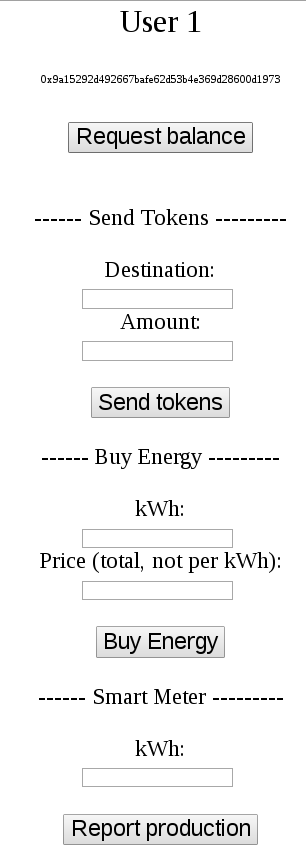 User 1
0x9a15292d492667bafe62d53b4e369d28600d1973
Request balance
------ Send Tokens ---------
Destination:
Amount:
Send tokens
------ Buy Energy ---------
kWh:
Price (total, not per kWh):
Buy Energy
------ Smart Meter ---------
kWh:
Report production